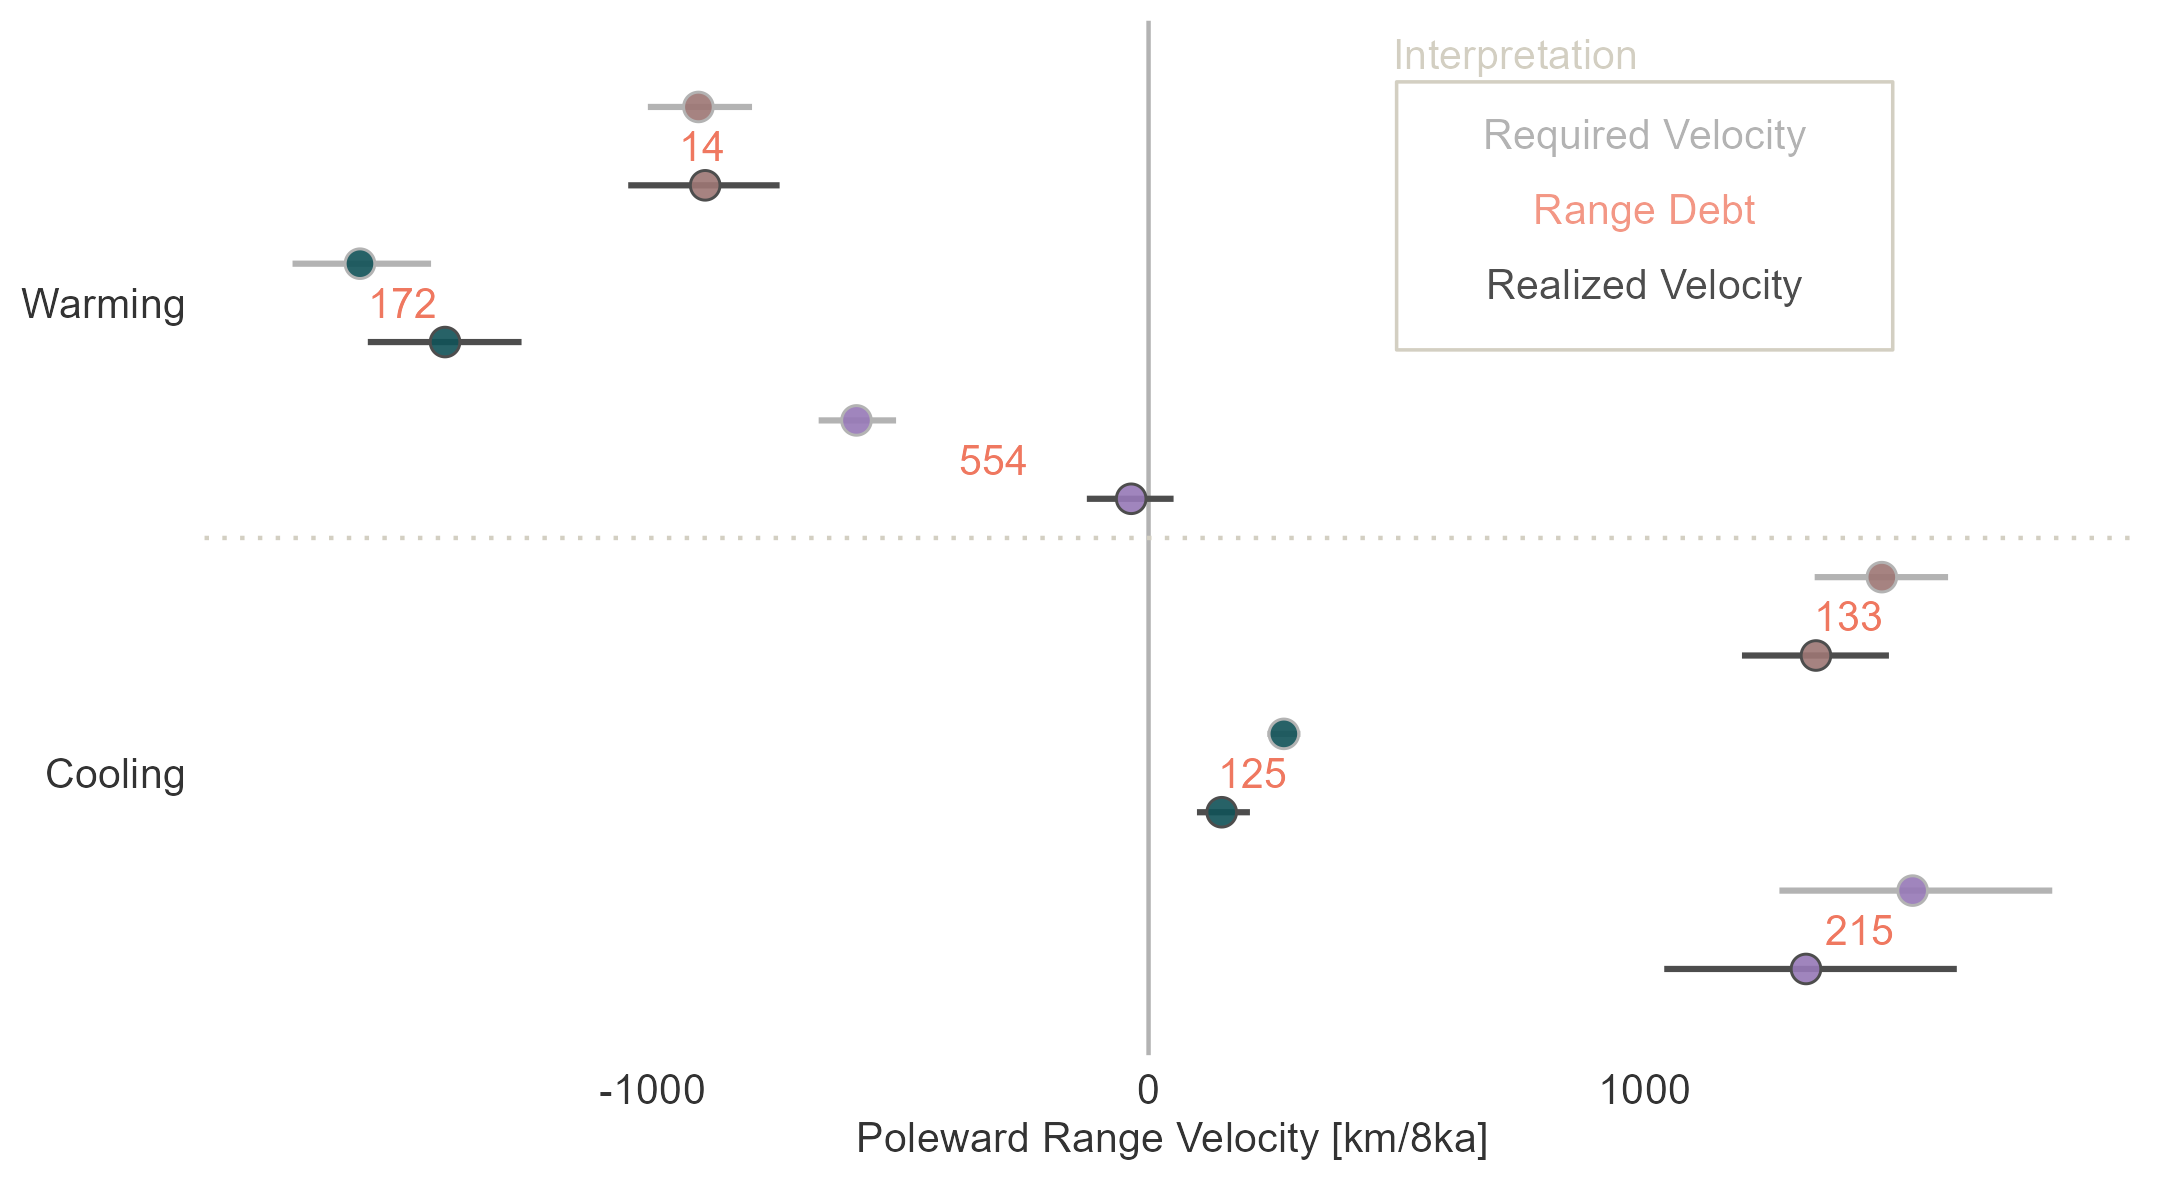 Interpretation
Required Velocity
Range Debt
Realized Velocity
14
Warming
172
554
133
Cooling
125
215
-1000 0 1000
Poleward Range Velocity [km/8ka]